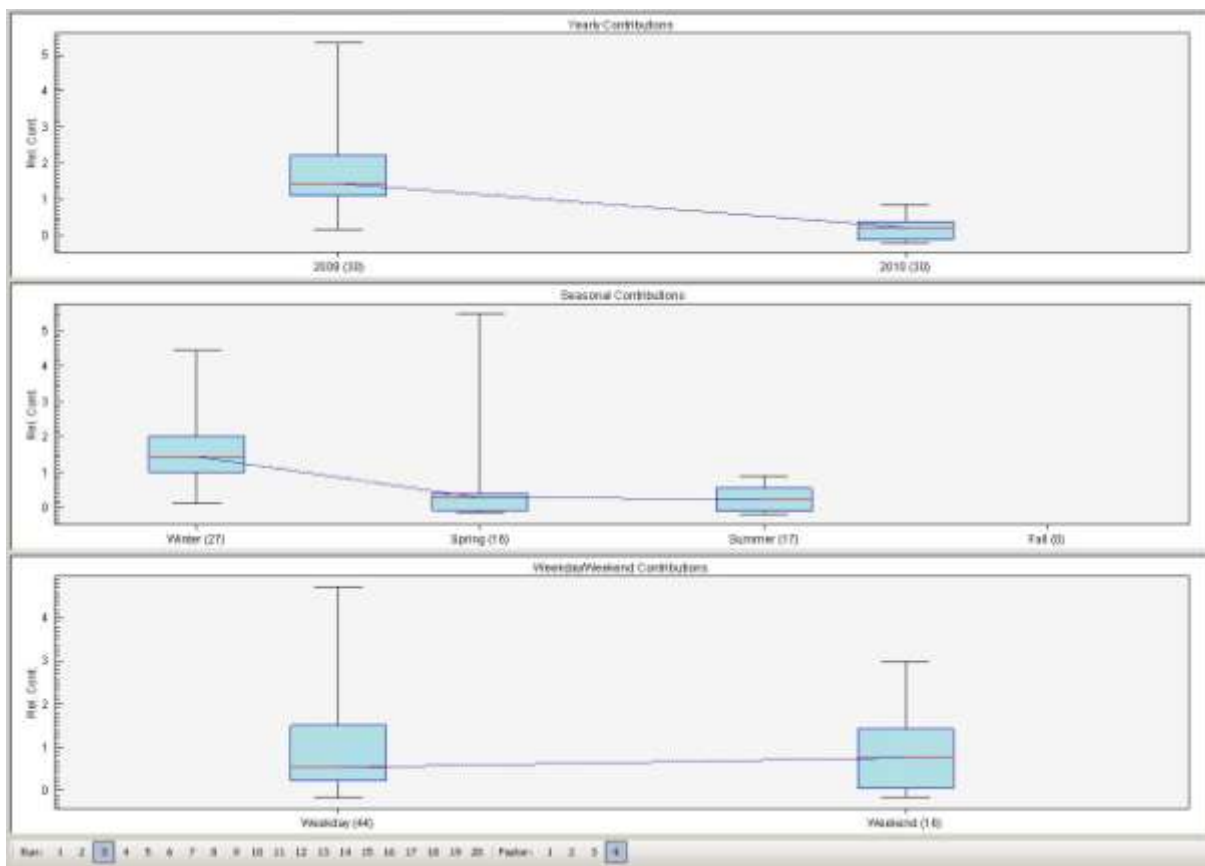 Yearly Contributions
Rel. Cont.
5
4
3
2
1
0
2009 (30)
2010 (30)
Seasonal Contributions
Rel. Cont.
5
4
3
2
1
0
Winter (27)
Spring (16)
Summer (17)
Fall (0)
Weekday/Weekend Contributions
Rel. Cont.
4
3
2
1
0
Weekday (44)
Weekend (16)
Run: 1 2 3 4 5 6 7 8 9 10 11 12 13 14 15 16 17 18 19 20 Factor: 1 2 3 4